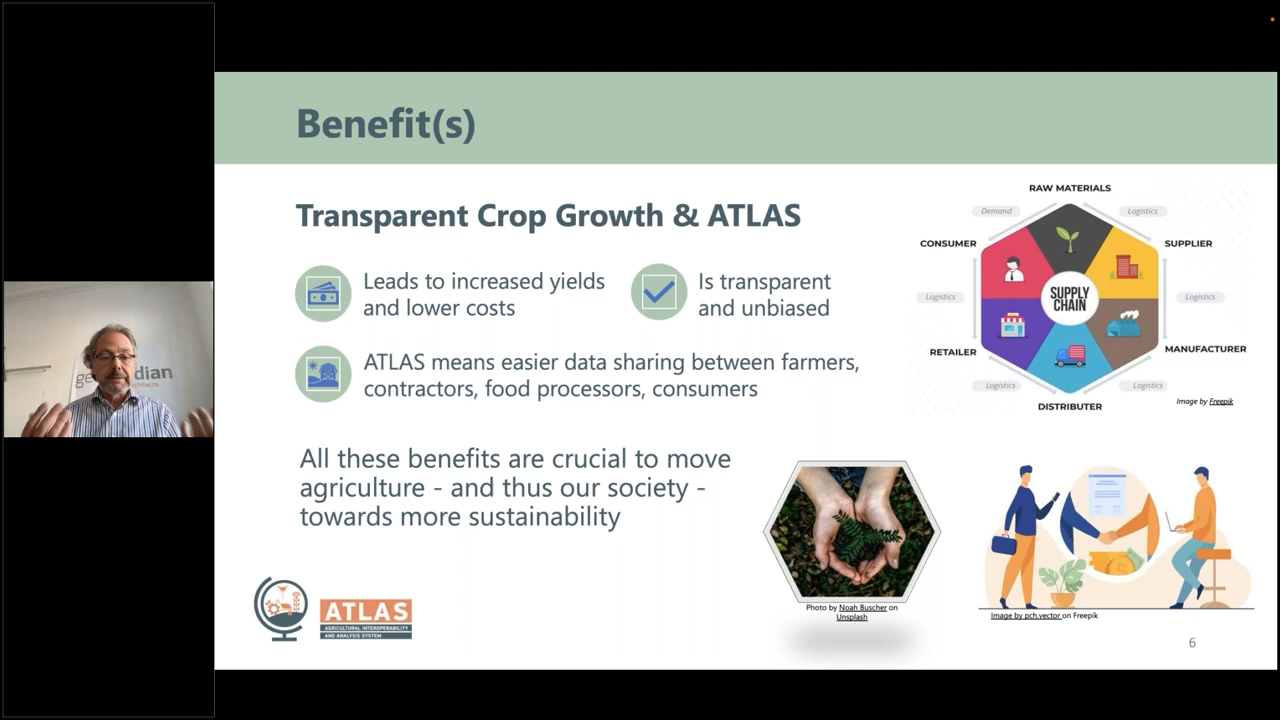 Benefit(s)
Transparent Crop Growth & ATLAS
Leads to increased yields
and lower costs
Is transparent
and unbiased
ATLAS means easier data sharing between farmers,
contractors, food processors, consumers
All these benefits are crucial to move
agriculture - and thus our society -
towards more sustainability
RAW MATERIALS
Demand
Logistics
CONSUMER
SUPPLIER
Logistics
SUPPLY
CHAIN
Logistics
RETAILER
MANUFACTURER
Logistics
Logistics
DISTRIBUTER
Image by Freepik
Photo by Noah Buscher on
Unsplash
Image by pch.vector on Freepik
ATLAS
AGRICULTURAL INTEROPERABILITY
AND ANALYSIS SYSTEM
6